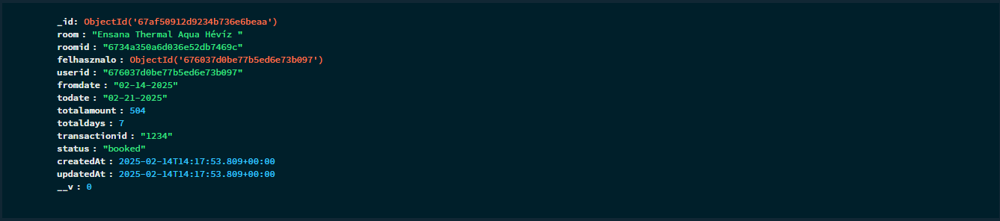 _id: ObjectId('67af50912d9234b736e6beaa')
room : "Ensana Thermal Aqua Hévíz "
roomid : "6734a350a6d036e52db7469c"
felhasznalo : ObjectId('676037d0be77b5ed6e73b097')
userid : "676037d0be77b5ed6e73b097"
fromdate : "02-14-2025"
todate : "02-21-2025"
totalamount : 504
totaldays : 7
transactionid : "1234"
status : "booked"
createdAt : 2025-02-14T14:17:53.809+00:00
updatedAt : 2025-02-14T14:17:53.809+00:00
__v : 0